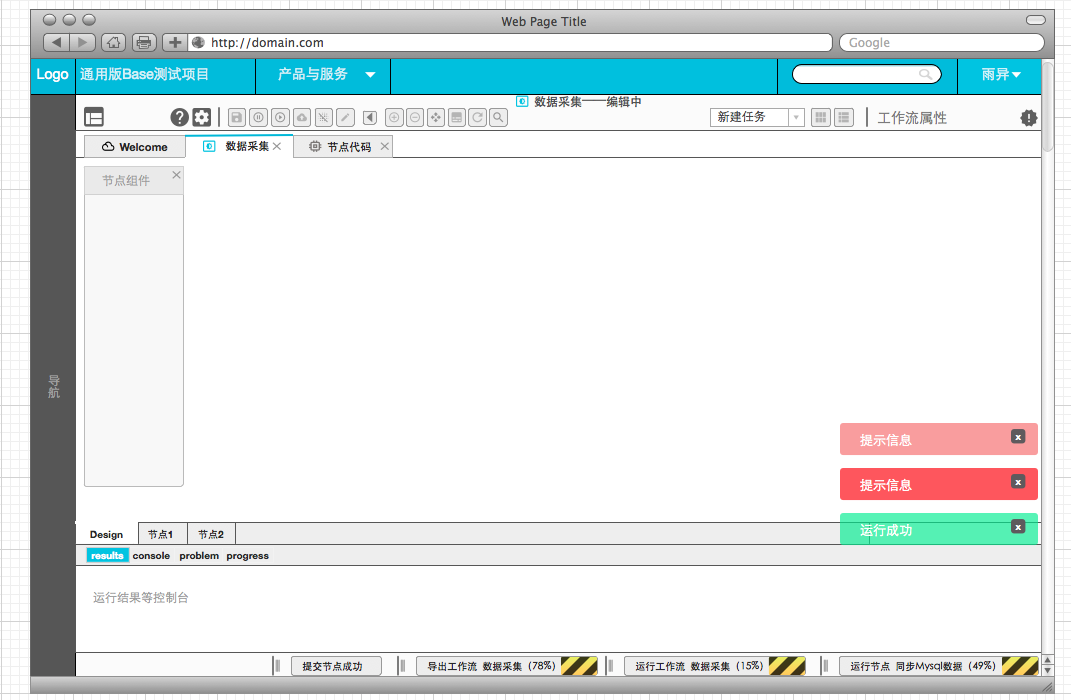 Web Page Title
http://domain.com
Google
Logo 通用版Base测试项目 产品与服务 雨异
数据采集——编辑中
新建任务 工作流属性
Welcome 数据采集 节点代码
节点组件
导航
提示信息
提示信息
运行成功
Design 节点1 节点2
results console problem progress
运行结果等控制台
提交节点成功 导出工作流 数据采集 (78%) 运行工作流 数据采集 (15%) 运行节点 同步Mysql数据 (49%)